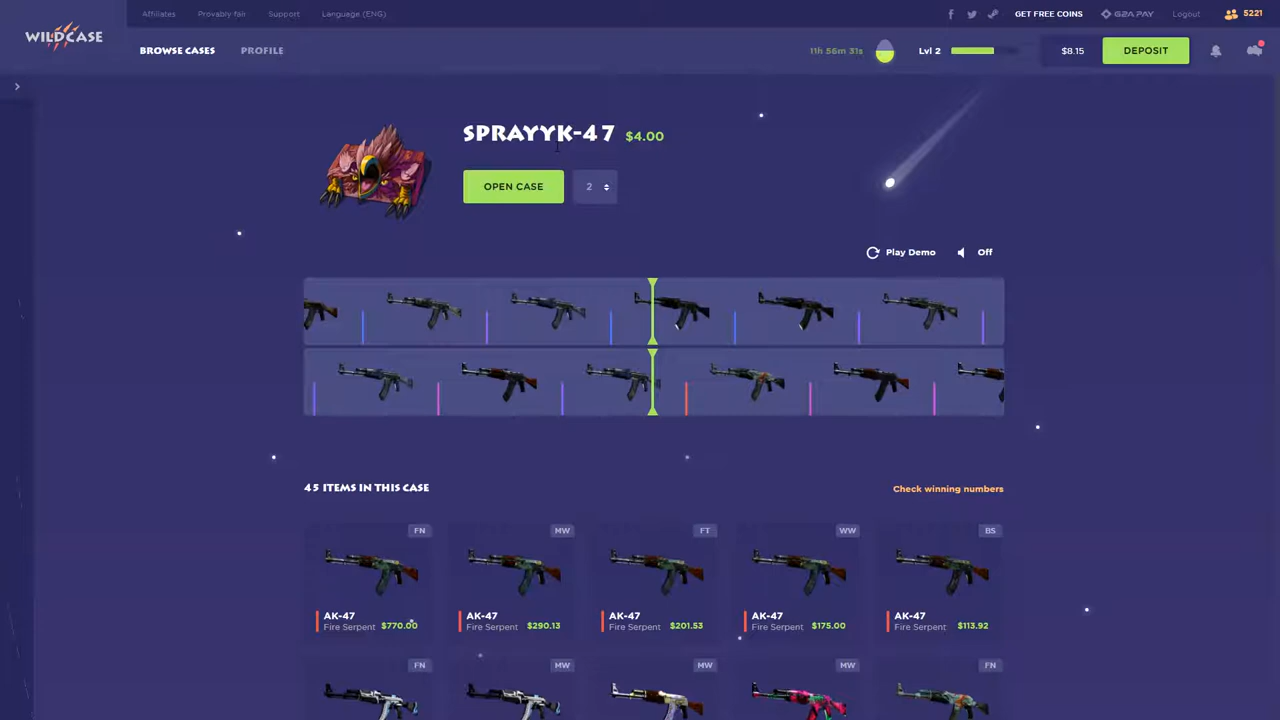 Affiliates Provably fair Support Language (ENG) GET FREE COINS G2A PAY Logout 5221
WILDCASE
BROWSE CASES PROFILE 11h 56m 31s Lvl 2 $8.15 DEPOSIT
SPRAYYK-47 $4.00
OPEN CASE 2
Play Demo Off
45 ITEMS IN THIS CASE Check winning numbers
FN MW FT WW BS
AK-47 AK-47 AK-47 AK-47 AK-47
Fire Serpent $770.00 Fire Serpent $290.13 Fire Serpent $201.53 Fire Serpent $175.00 Fire Serpent $113.92
FN MW MW MW FN